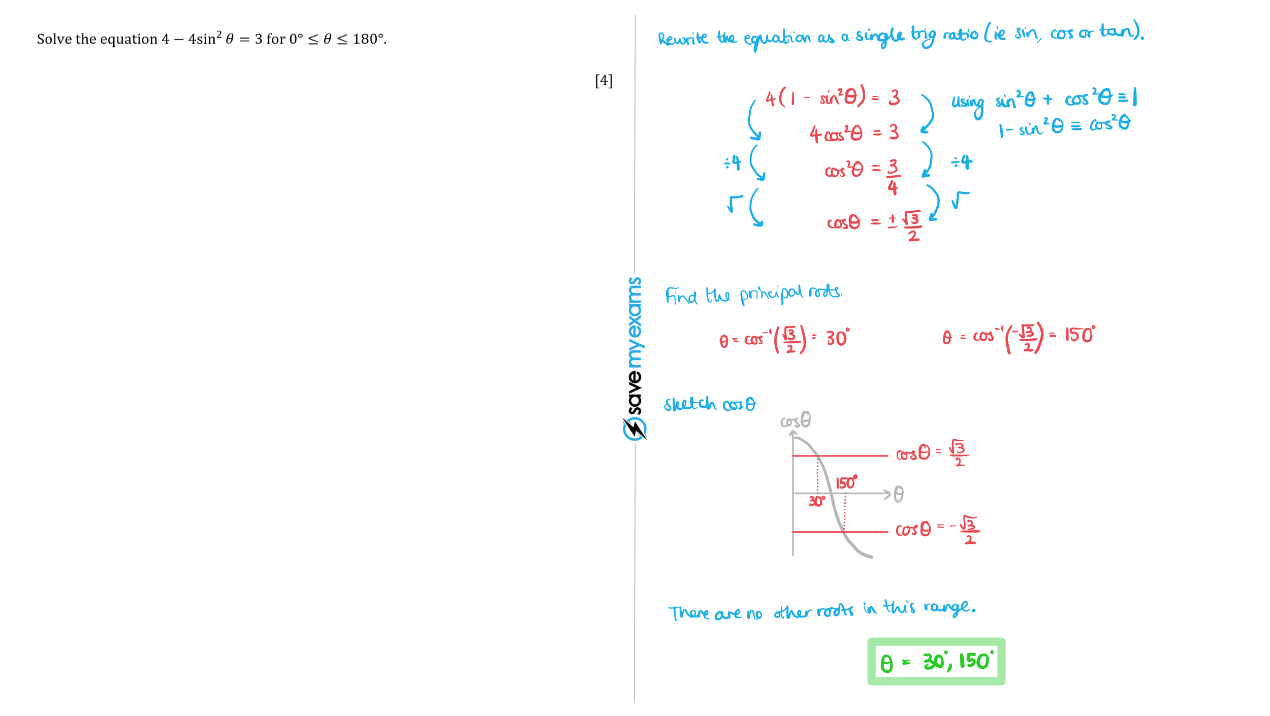 Solve the equation 4 − 4sin² θ = 3 for 0° ≤ θ ≤ 180°.
[4]
save my exams
Rewrite the equation as a single trig ratio (ie sin, cos or tan).
4(1 - sin²θ) = 3
using sin²θ + cos²θ ≡ 1
4cos²θ = 3
1 - sin²θ ≡ cos²θ
÷4
cos²θ = 3/4
÷4
√
cosθ = ±√3/2
√
Find the principal roots.
θ = cos⁻¹(√3/2) = 30°
θ = cos⁻¹(-√3/2) = 150°
sketch cosθ
cosθ
cosθ = √3/2
150°
30°
θ
cosθ = -√3/2
There are no other roots in this range.
θ = 30°, 150°